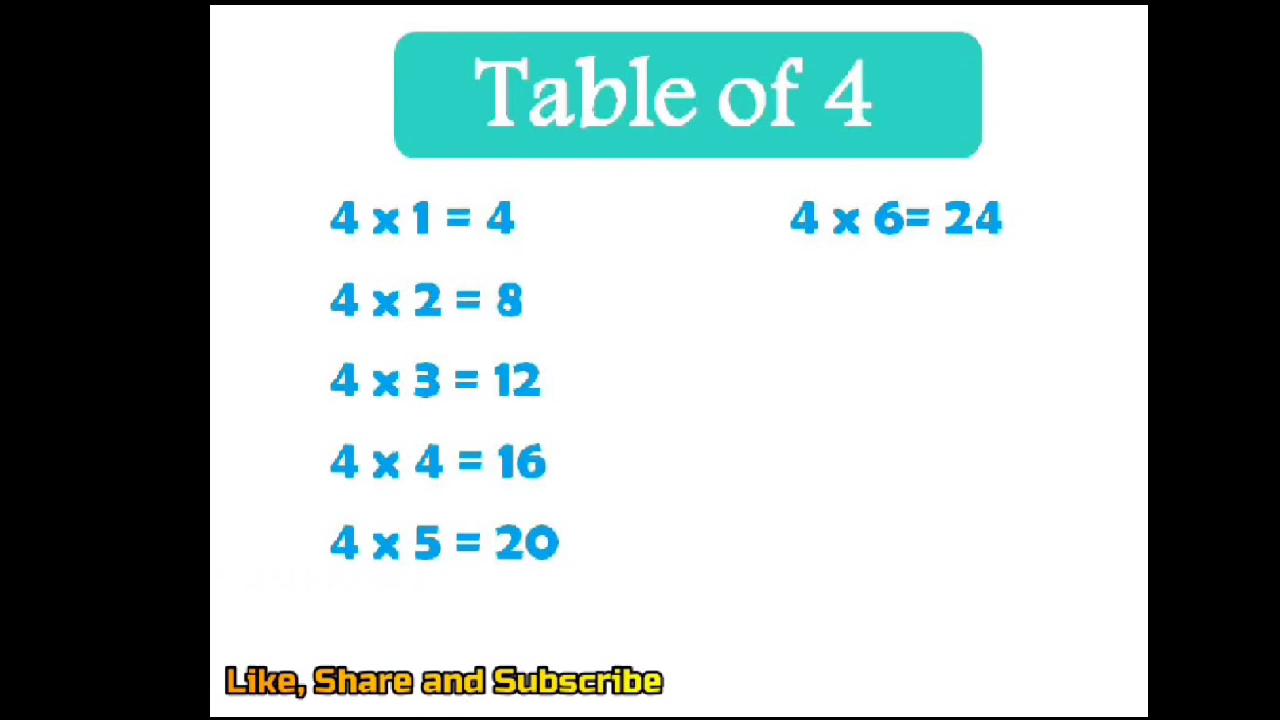 Table of 4
4 x 1 = 4
4 x 2 = 8
4 x 3 = 12
4 x 4 = 16
4 x 5 = 20
4 x 6= 24
Like, Share and Subscribe